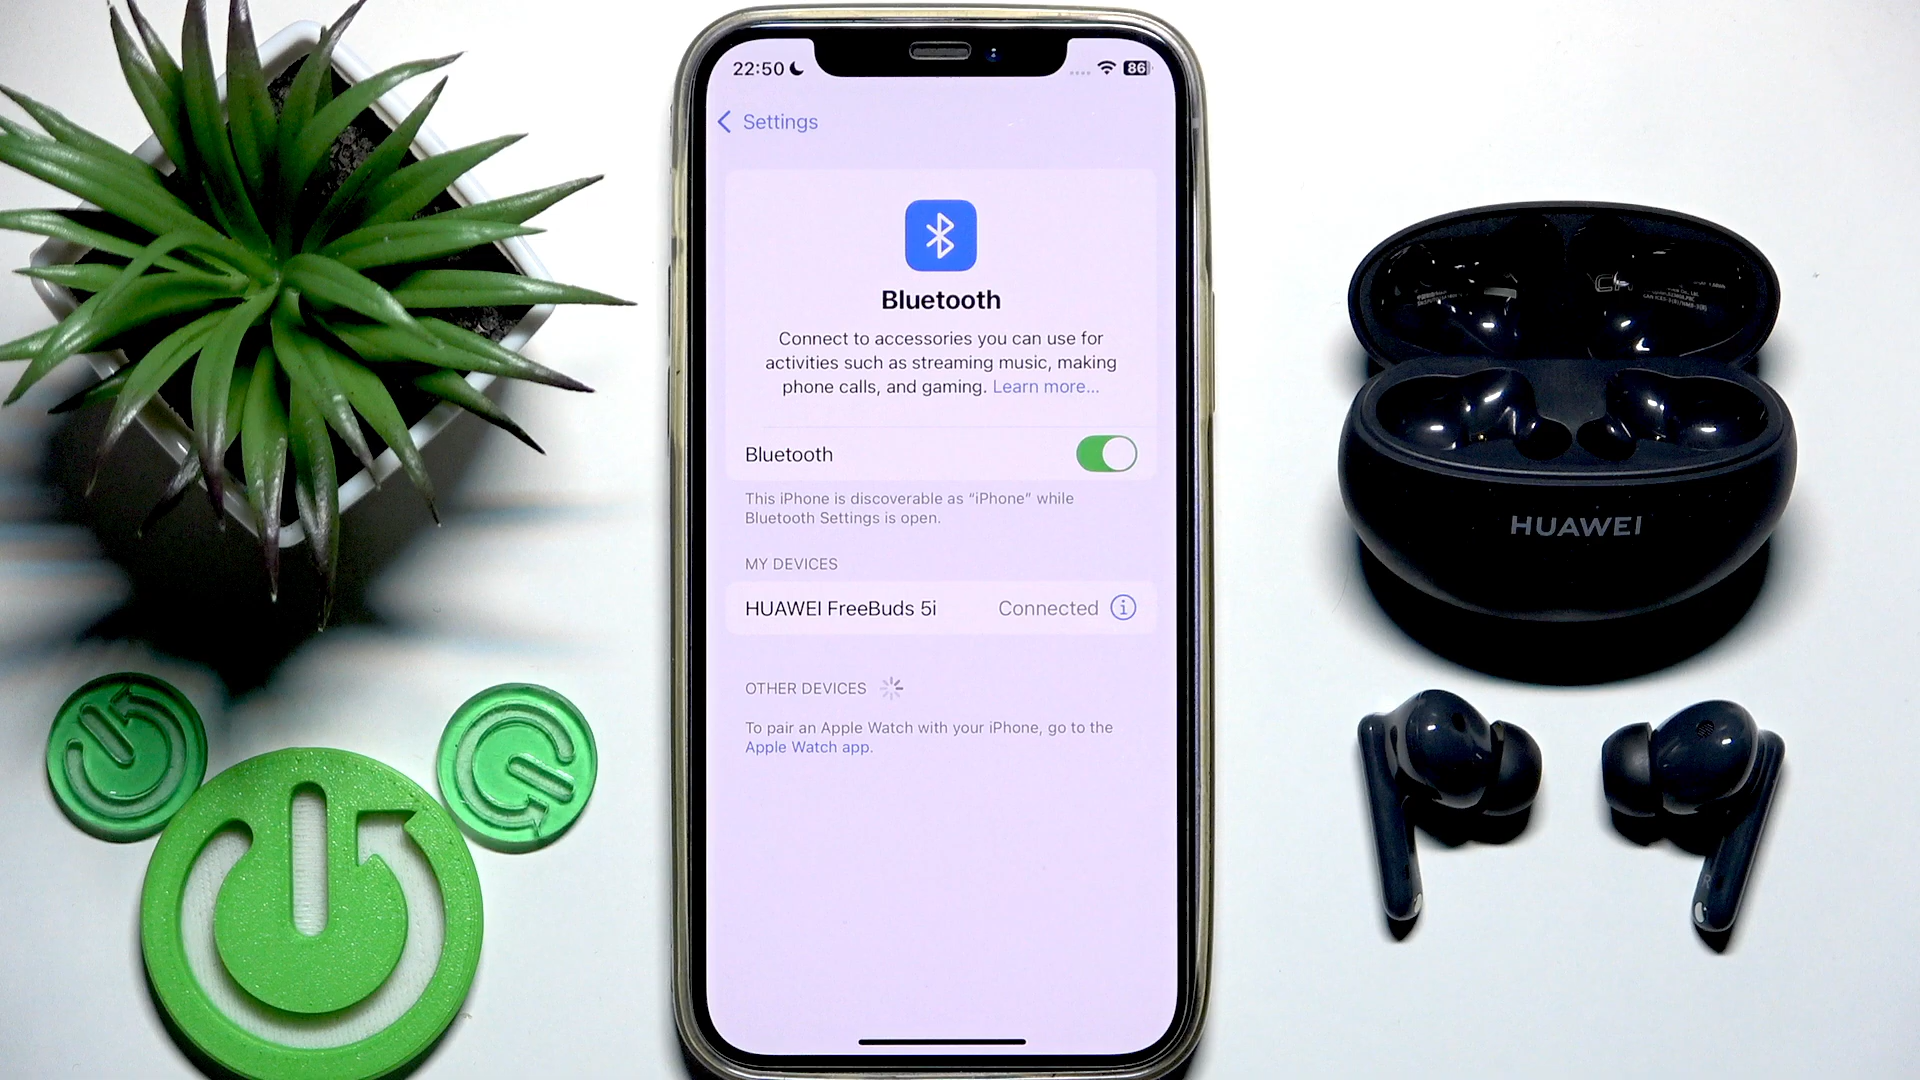 22:50
86
Settings
Bluetooth
Connect to accessories you can use for
activities such as streaming music, making
phone calls, and gaming. Learn more...
Bluetooth
This iPhone is discoverable as “iPhone” while
Bluetooth Settings is open.
MY DEVICES
HUAWEI FreeBuds 5i
Connected
OTHER DEVICES
To pair an Apple Watch with your iPhone, go to the
Apple Watch app.
HUAWEI
R